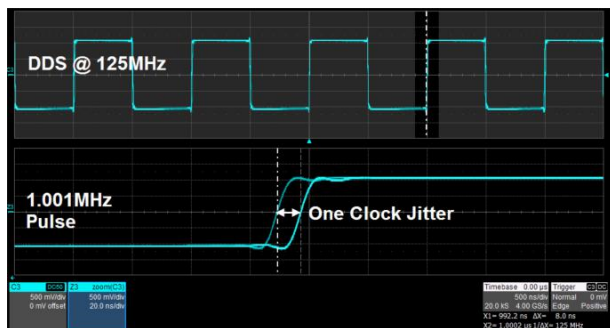 DDS @ 125MHz
1.001MHz
Pulse
One Clock Jitter
C3 DC50
500 mV/div
0 mV offset
Z3 zoom(C3)
500 mV/div
20.0 ns/div
Timebase 0.00 µs
500 ns/div
20.0 kS 4.00 GS/s
Trigger C3 DC
Normal 0 mV
Edge Positive
X1= 992.2 ns ΔX= 8.0 ns
X2= 1.0002 µs 1/ΔX= 125 MHz